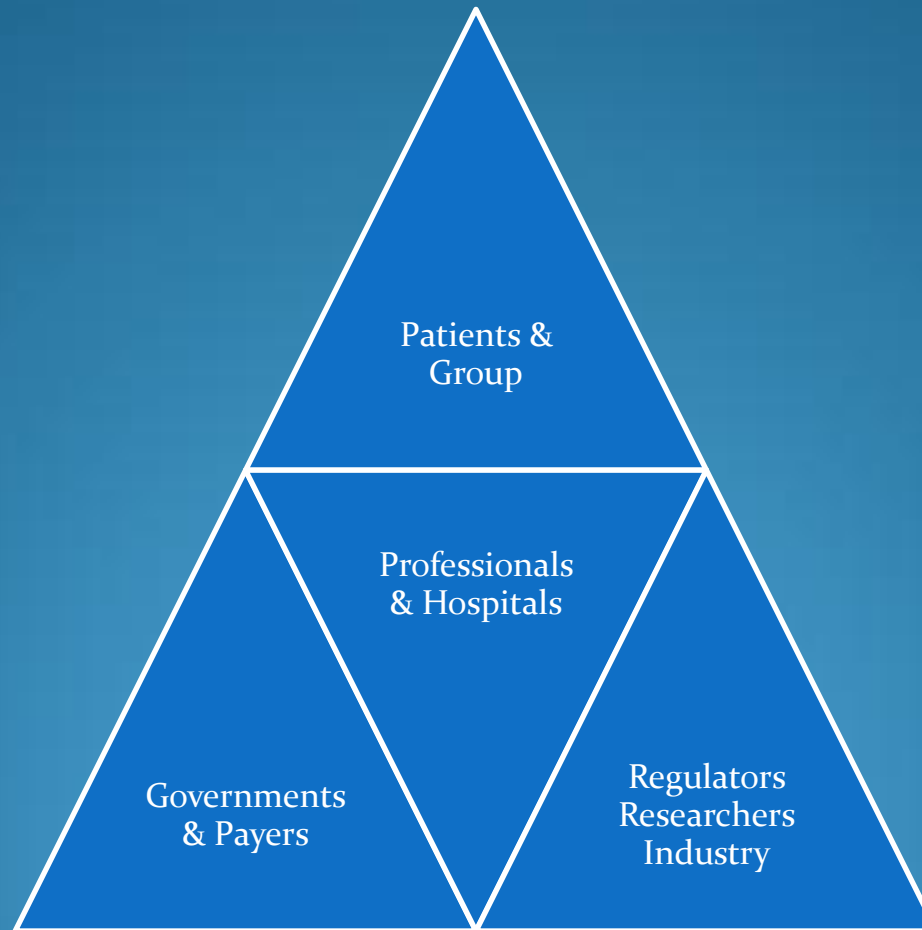 Patients &
Group
Professionals
& Hospitals
Governments
& Payers
Regulators
Researchers
Industry